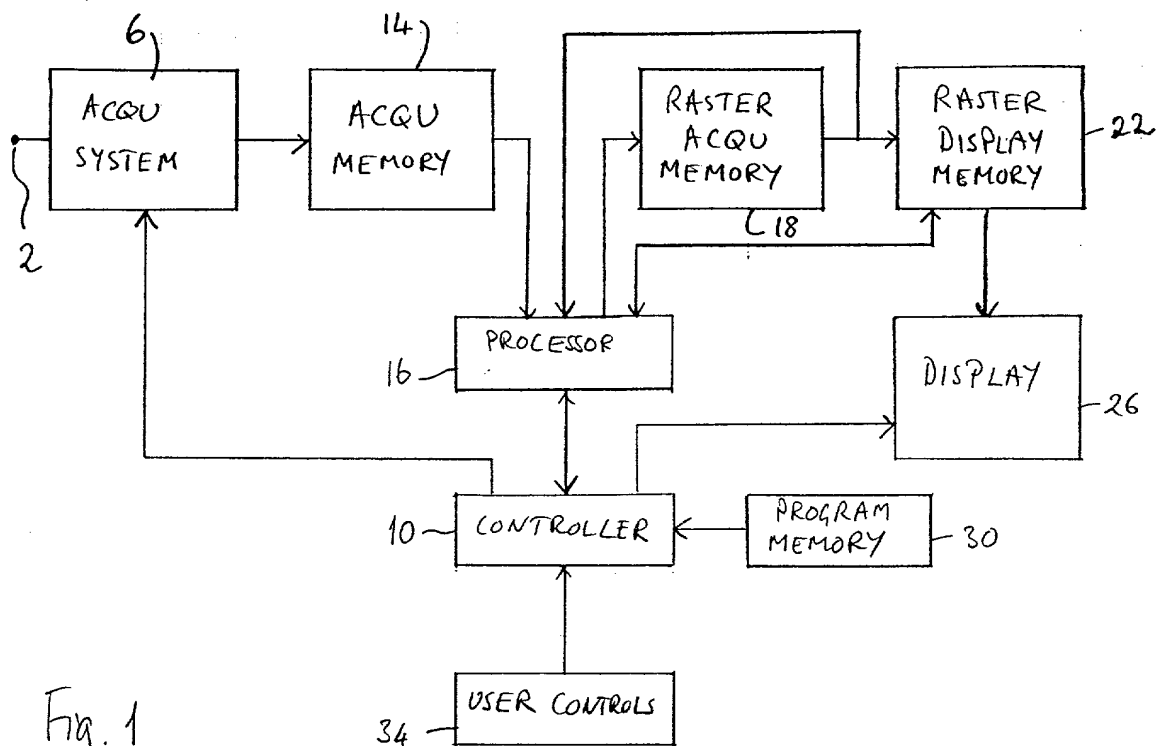 6
14
ACQU
SYSTEM
ACQU
MEMORY
RASTER
ACQU
MEMORY
RASTER
DISPLAY
MEMORY
22
2
18
PROCESSOR
16
DISPLAY
26
10
CONTROLLER
PROGRAM
MEMORY
30
USER CONTROLS
34
Fig. 1